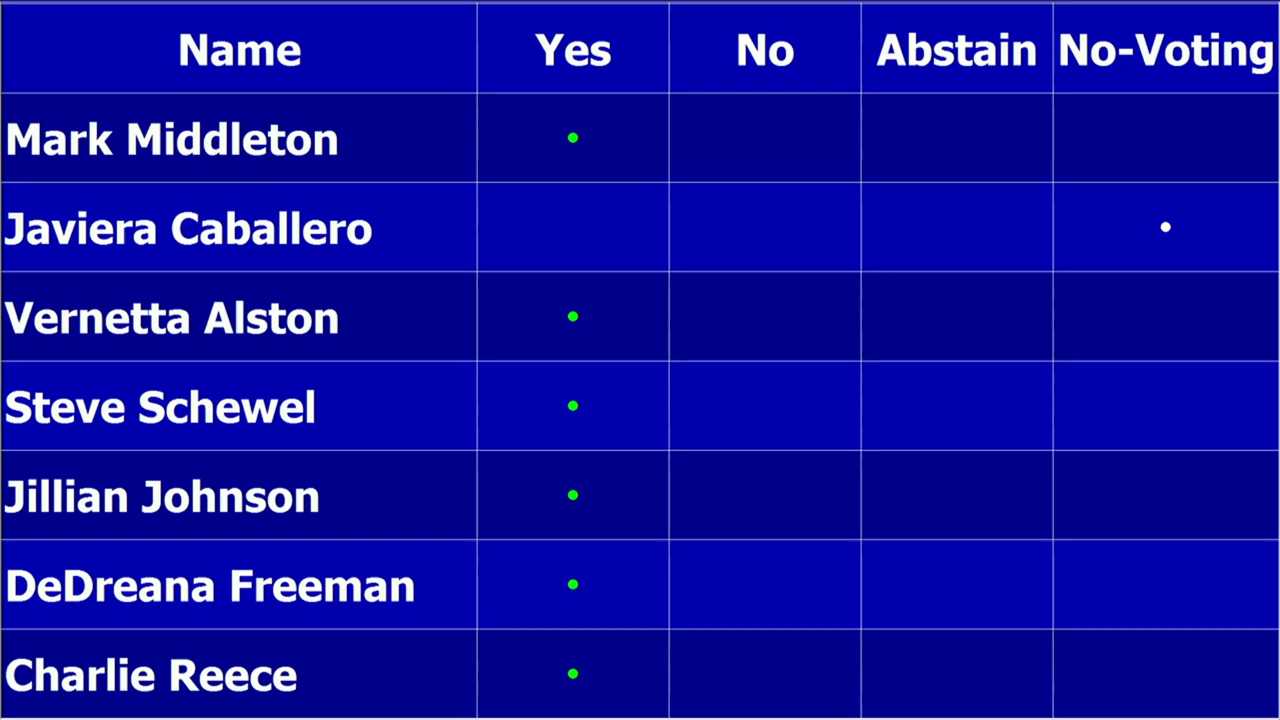 Name Yes No Abstain No-Voting
Mark Middleton
Javiera Caballero
Vernetta Alston
Steve Schewel
Jillian Johnson
DeDreana Freeman
Charlie Reece